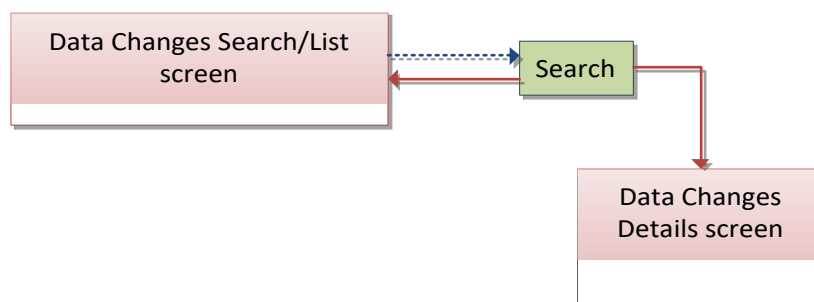 Data Changes Search/List
screen
Search
Data Changes
Details screen